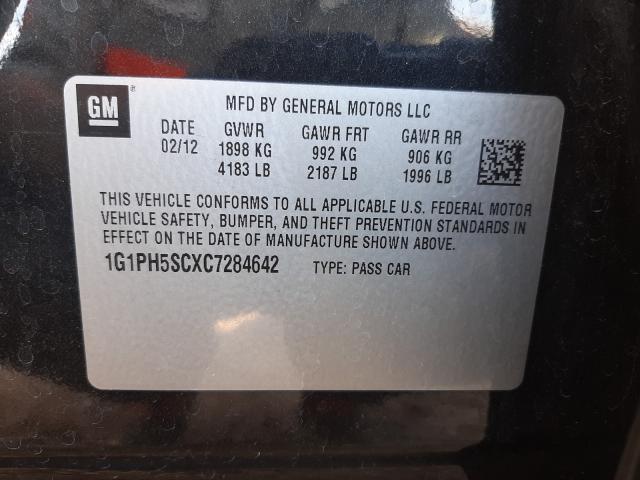 GM ®
MFD BY GENERAL MOTORS LLC
DATE GVWR GAWR FRT GAWR RR
02/12 1898 KG 992 KG 906 KG
4183 LB 2187 LB 1996 LB
THIS VEHICLE CONFORMS TO ALL APPLICABLE U.S. FEDERAL MOTOR
VEHICLE SAFETY, BUMPER, AND THEFT PREVENTION STANDARDS IN
EFFECT ON THE DATE OF MANUFACTURE SHOWN ABOVE.
1G1PH5SCXC7284642 TYPE: PASS CAR